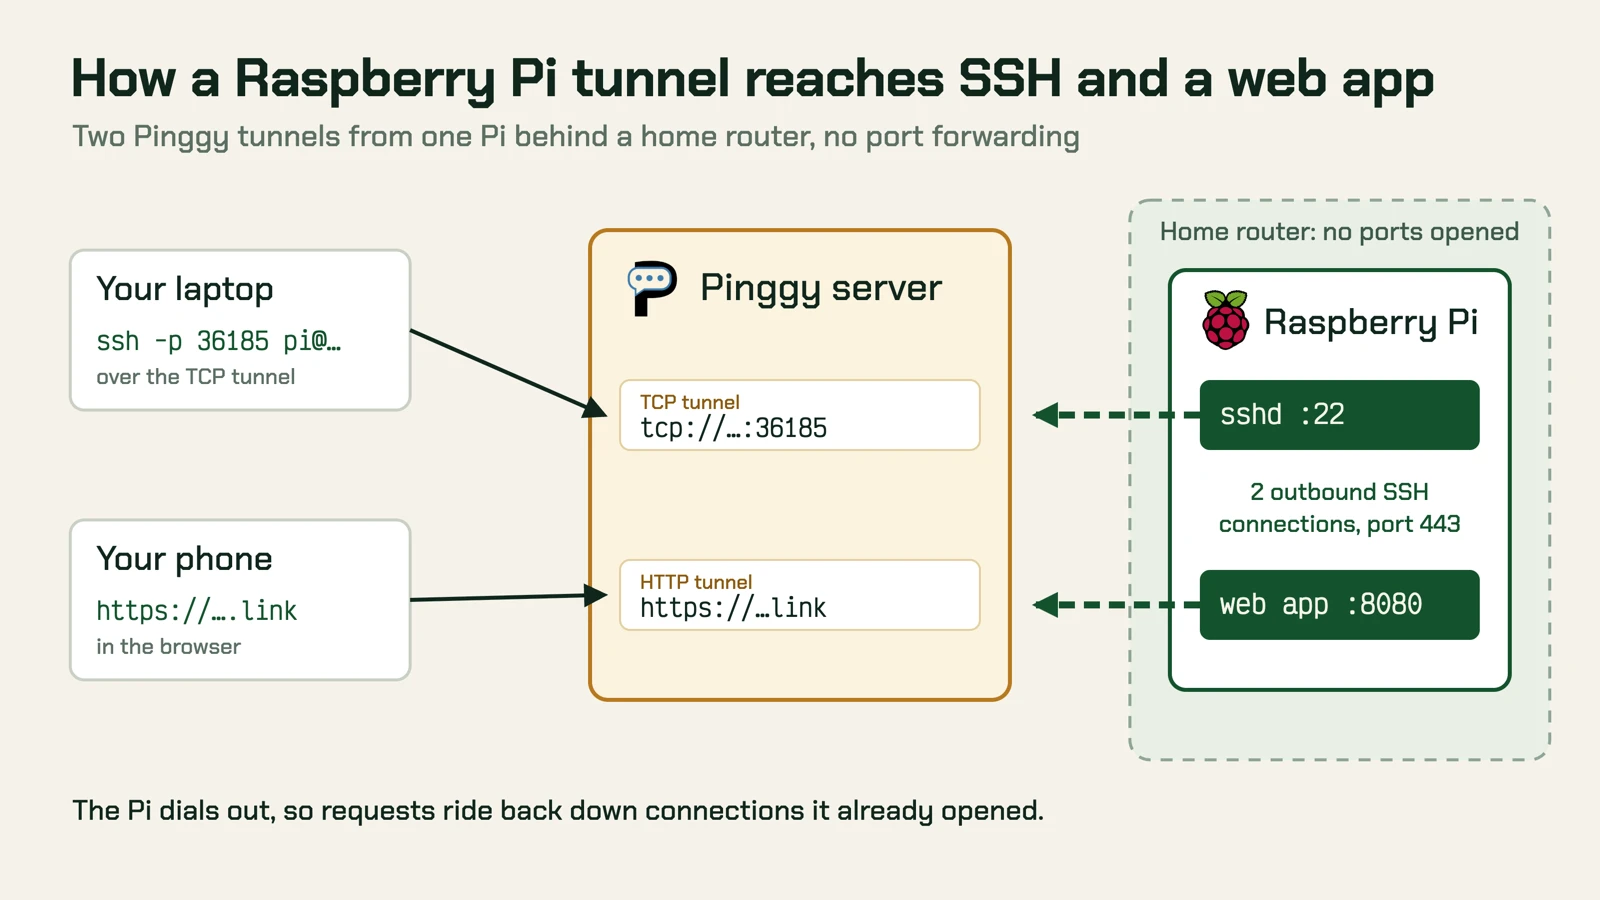 How a Raspberry Pi tunnel reaches SSH and a web app
Two Pinggy tunnels from one Pi behind a home router, no port forwarding
Your laptop
ssh -p 36185 pi@…
over the TCP tunnel
Your phone
https://….link
in the browser
Pinggy server
TCP tunnel
tcp://…:36185
HTTP tunnel
https://…link
Home router: no ports opened
Raspberry Pi
sshd :22
2 outbound SSH
connections, port 443
web app :8080
The Pi dials out, so requests ride back down connections it already opened.